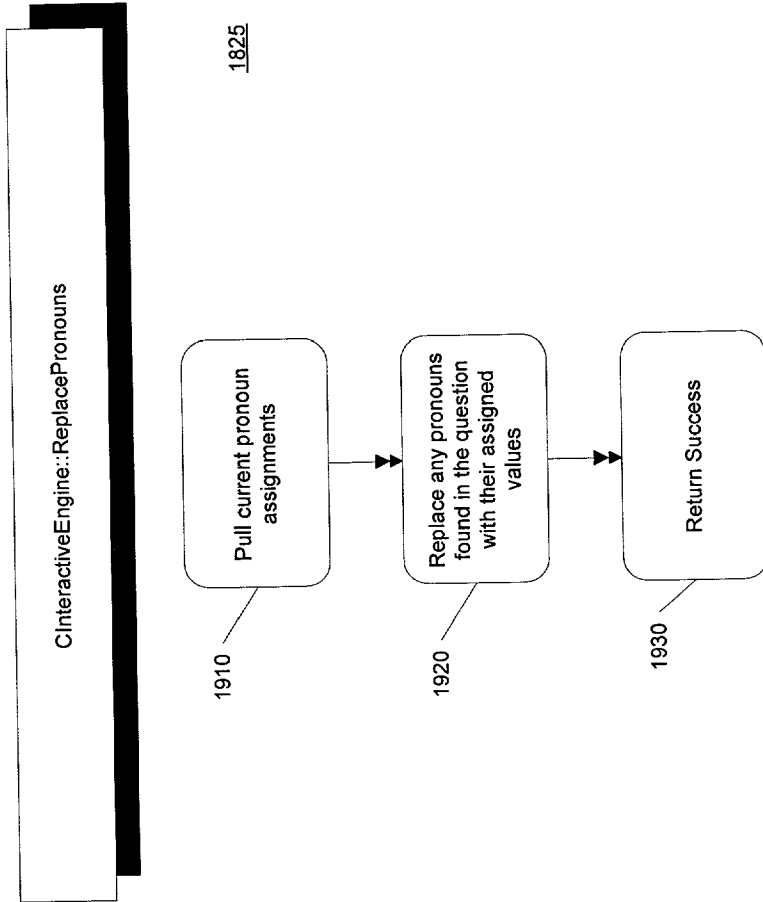 CInteractiveEngine::ReplacePronouns
1825
Pull current pronoun
assignments
1910
Replace any pronouns
found in the question
with their assigned
values
1920
Return Success
1930